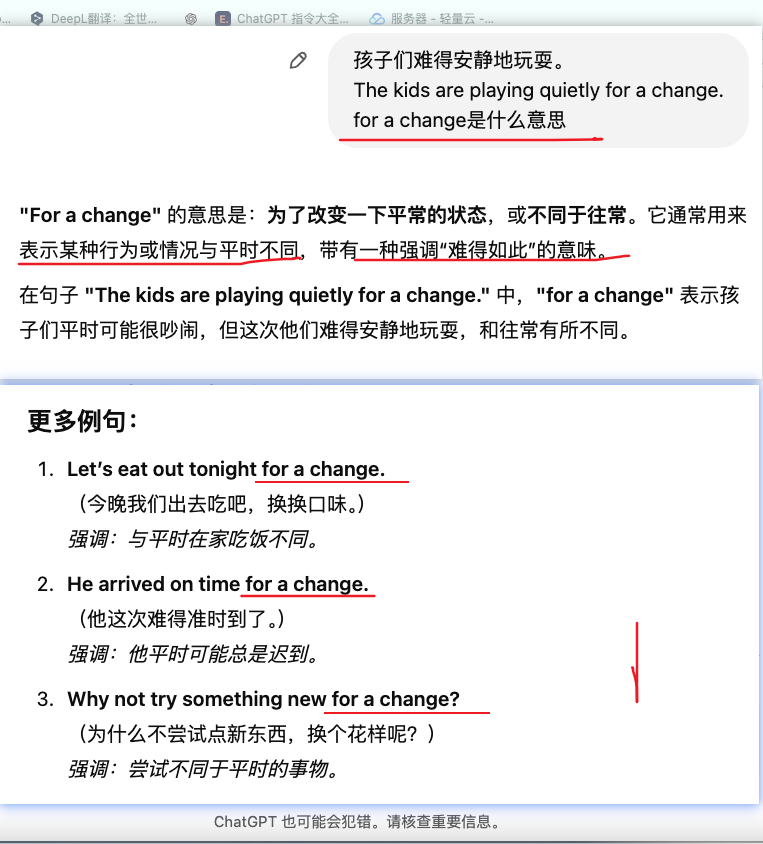 DeepL翻译：全世... E. ChatGPT 指令大全... 服务器 - 轻量云 -...
孩子们难得安静地玩耍。
The kids are playing quietly for a change.
for a change是什么意思
"For a change" 的意思是：为了改变一下平常的状态，或不同于往常。它通常用来
表示某种行为或情况与平时不同，带有一种强调“难得如此”的意味。
在句子 "The kids are playing quietly for a change." 中，"for a change" 表示孩
子们平时可能很吵闹，但这次他们难得安静地玩耍，和往常有所不同。
更多例句：
1. Let’s eat out tonight for a change.
（今晚我们出去吃吧，换换口味。）
强调：与平时在家吃饭不同。
2. He arrived on time for a change.
（他这次难得准时到了。）
强调：他平时可能总是迟到。
3. Why not try something new for a change?
（为什么不尝试点新东西，换个花样呢？）
强调：尝试不同于平时的事物。
ChatGPT 也可能会犯错。请核查重要信息。